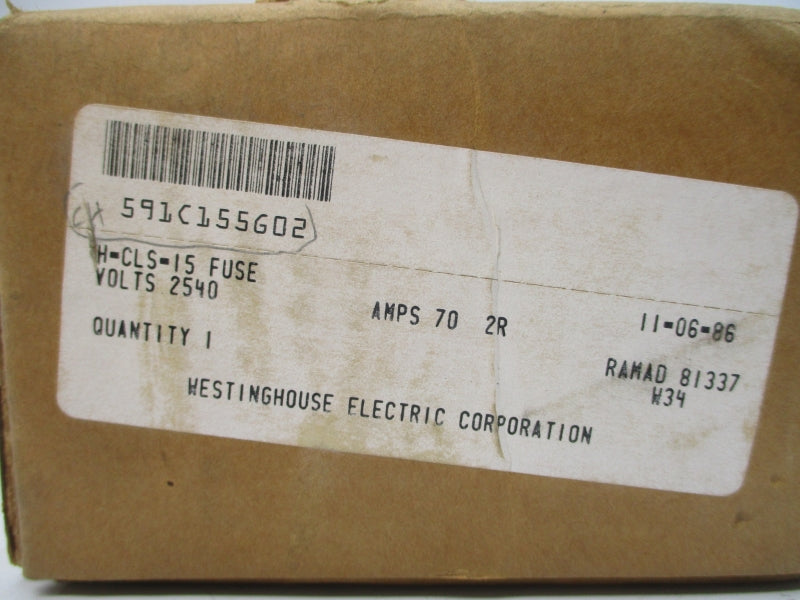 CH 591C155G02
H-CLS-15 FUSE
VOLTS 2540
AMPS 70 2R
11-06-86
QUANTITY 1
RAMAD 81337
W34
WESTINGHOUSE ELECTRIC CORPORATION